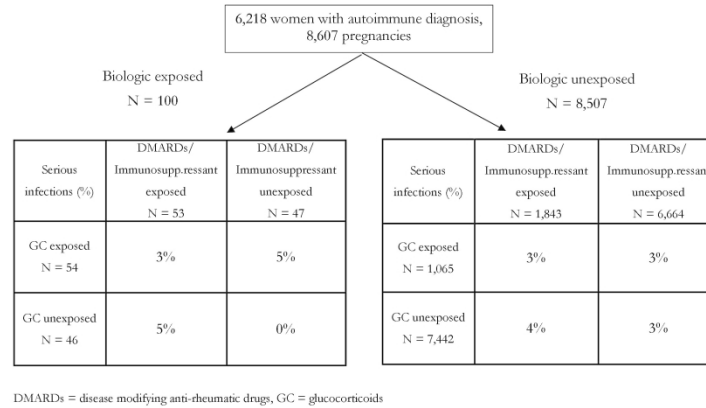 6,218 women with autoimmune diagnosis,
8,607 pregnancies
Biologic exposed
N = 100
Biologic unexposed
N = 8,507
Serious
infections (%)
DMARDs/
Immunosupp.ressant
exposed
N = 53
DMARDs/
Immunosuppressant
unexposed
N = 47
GC exposed
N = 54
3%
5%
GC unexposed
N = 46
5%
0%
Serious
infections (%)
DMARDs/
Immunosupp.ressant
exposed
N = 1,843
DMARDs/
Immunosupp.ressant
unexposed
N = 6,664
GC exposed
N = 1,065
3%
3%
GC unexposed
N = 7,442
4%
3%
DMARDs = disease modifying anti-rheumatic drugs, GC = glucocorticoids